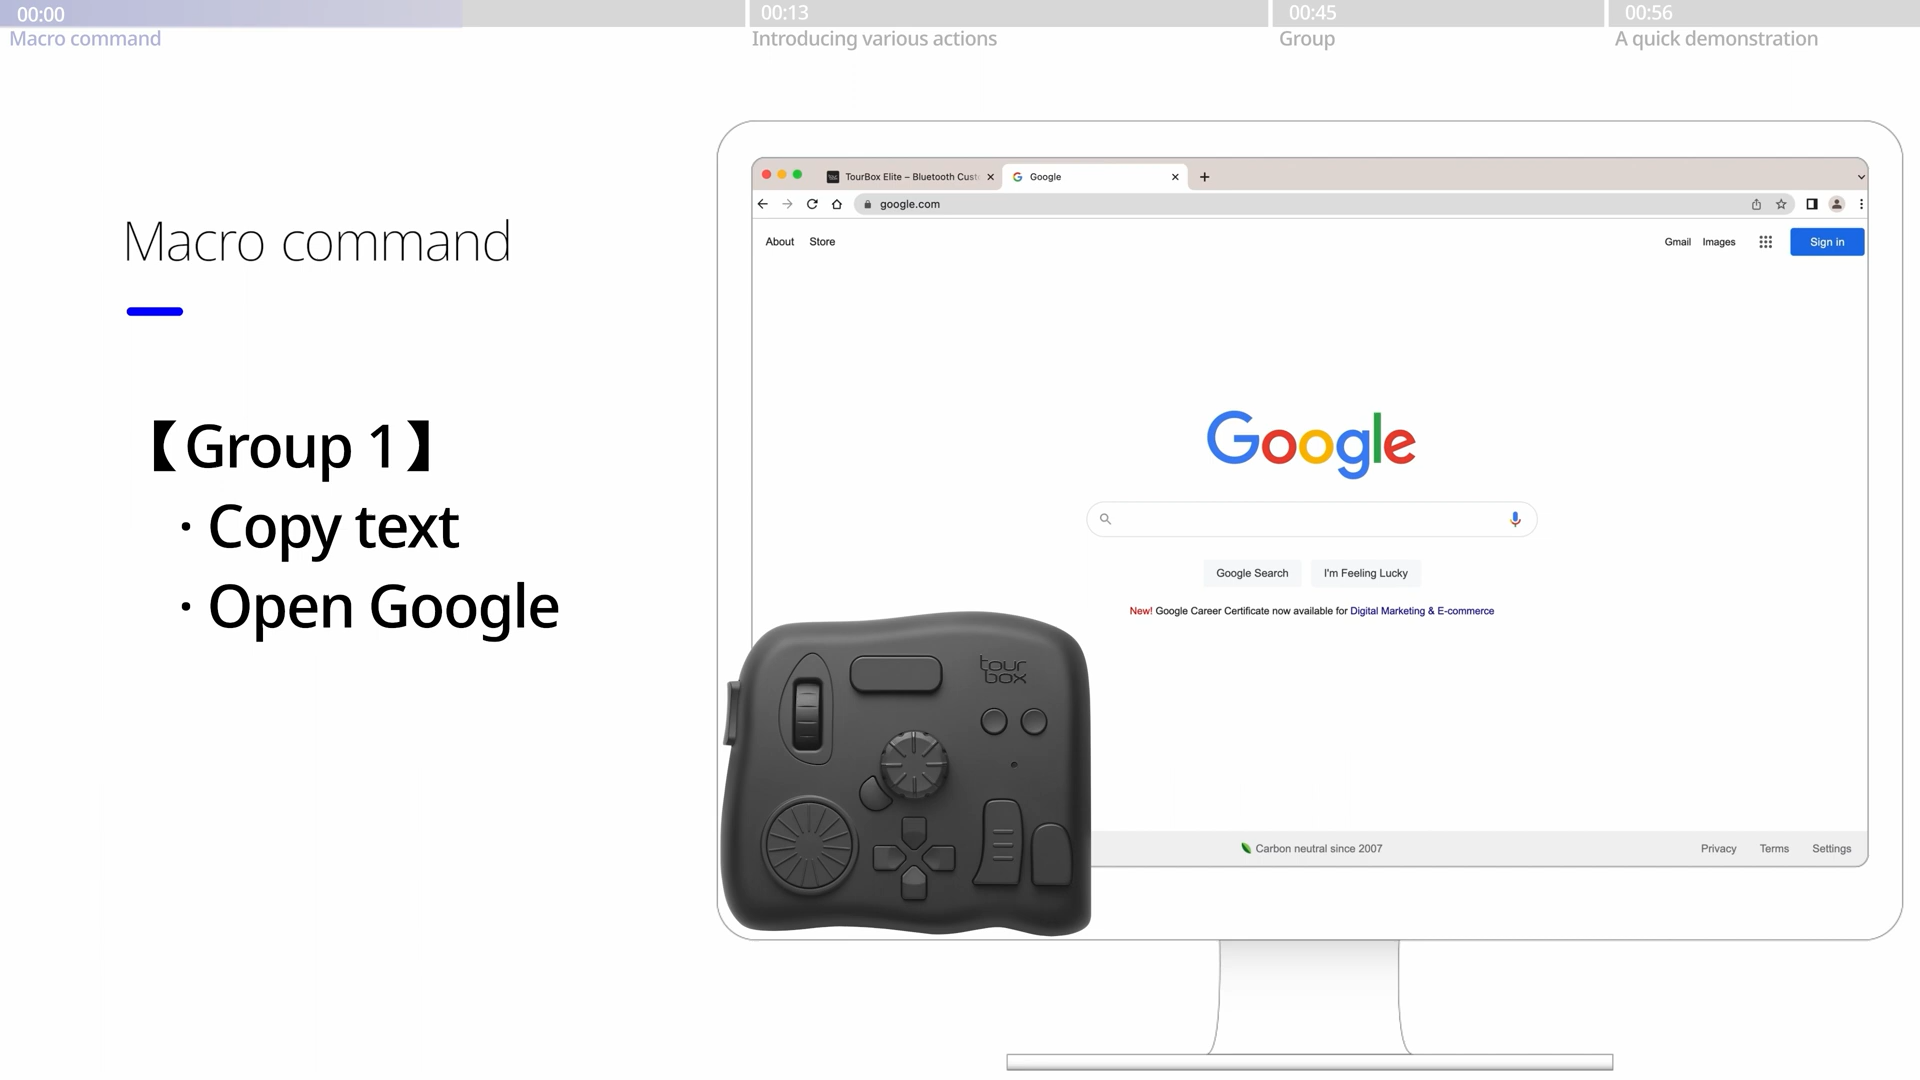 00:00
00:13
00:45
00:56
Macro command
Introducing various actions
Group
A quick demonstration
Macro command
【Group 1】
· Copy text
· Open Google
TourBox Elite – Bluetooth Cust
Google
google.com
About
Store
Gmail
Images
Sign in
Google
Google Search
I'm Feeling Lucky
New! Google Career Certificate now available for Digital Marketing & E-commerce
tour
box
Carbon neutral since 2007
Privacy
Terms
Settings